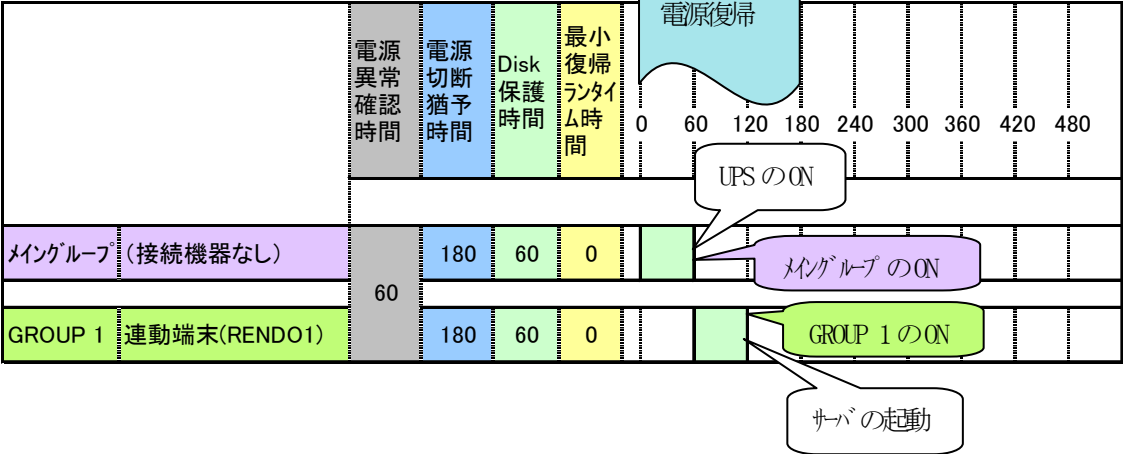 電源復帰
電源
異常
確認
時間
電源
切断
猶予
時間
Disk
保護
時間
最小
復帰
ﾗﾝﾀｲ
ﾑ時
間
0 60 120 180 240 300 360 420 480
UPS のON
ﾒｲﾝｸﾞﾙｰﾌﾟ (接続機器なし) 180 60 0
ﾒｲﾝｸﾞﾙｰﾌﾟ のON
60
GROUP 1 連動端末(RENDO1) 180 60 0
GROUP 1 のON
ｻｰﾊﾞの起動